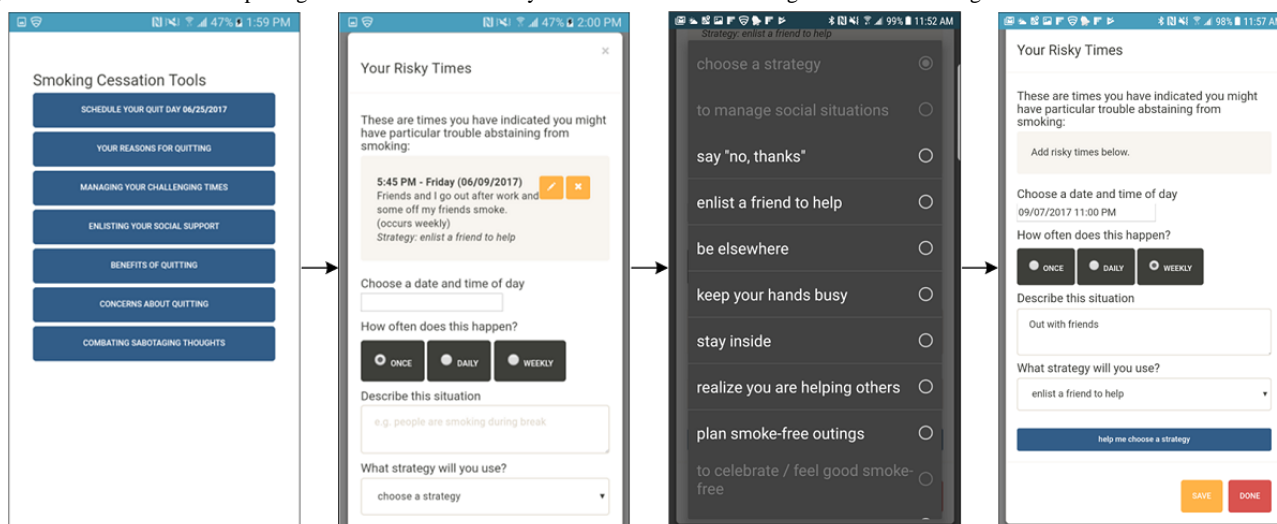 1:59 PM
47%
Smoking Cessation Tools
SCHEDULE YOUR QUIT DAY 06/25/2017
YOUR REASONS FOR QUITTING
MANAGING YOUR CHALLENGING TIMES
ENLISTING YOUR SOCIAL SUPPORT
BENEFITS OF QUITTING
CONCERNS ABOUT QUITTING
COMBATING SABOTAGING THOUGHTS
47% 2:00 PM
×
Your Risky Times
These are times you have indicated you might
have particular trouble abstaining from
smoking:
5:45 PM - Friday (06/09/2017)
Friends and I go out after work and
some off my friends smoke.
(occurs weekly)
Strategy: enlist a friend to help
Choose a date and time of day
How often does this happen?
ONCE
DAILY
WEEKLY
Describe this situation
e.g. people are smoking during break
What strategy will you use?
choose a strategy
99% 11:52 AM
Strategy: enlist a friend to help
choose a strategy
to manage social situations
say "no, thanks"
enlist a friend to help
be elsewhere
keep your hands busy
stay inside
realize you are helping others
plan smoke-free outings
to celebrate / feel good smoke-
free
98% 11:57 AM
Your Risky Times
These are times you have indicated you might
have particular trouble abstaining from
smoking:
Add risky times below.
Choose a date and time of day
09/07/2017 11:00 PM
How often does this happen?
ONCE
DAILY
WEEKLY
Describe this situation
Out with friends
What strategy will you use?
enlist a friend to help
help me choose a strategy
SAVE
DONE